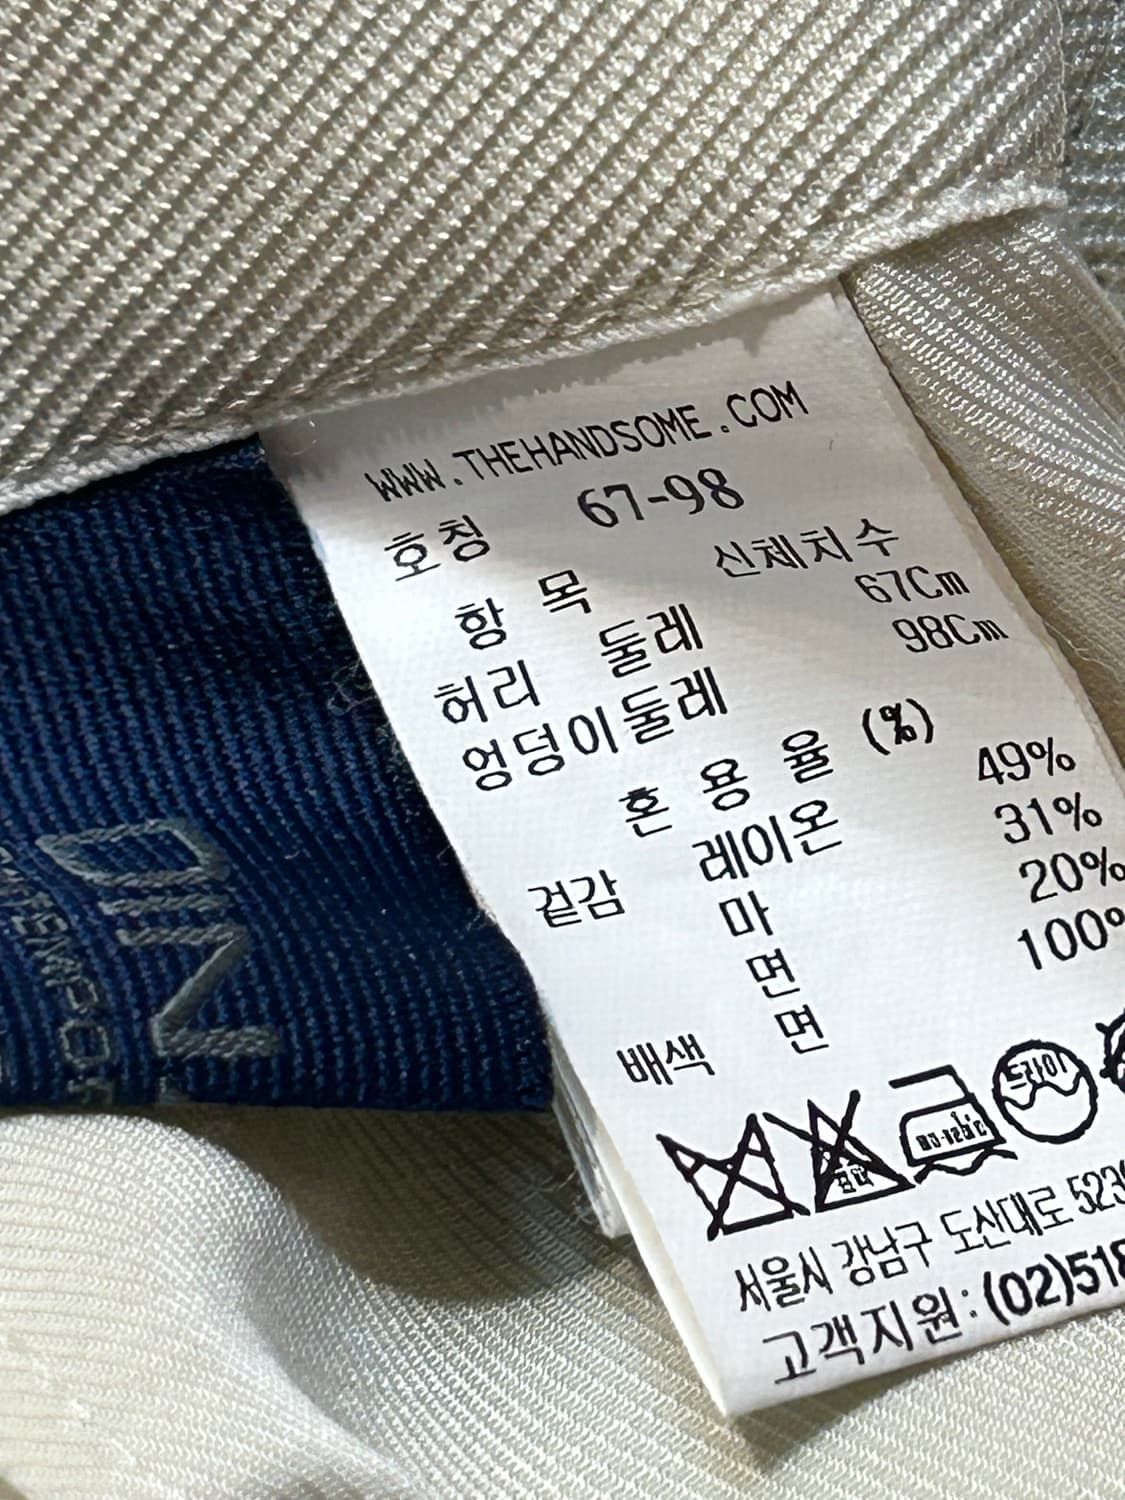 WWW.THEHANDSOME.COM
호칭 67-98
항 목 신체치수
허리 둘레 67Cm
엉덩이둘레 98Cm
혼 용 율 (%)
겉감 레이온 49%
마 31%
면 20%
배색 면 100%
드라이
서울시 강남구 도산대로
고객지원:(02)518